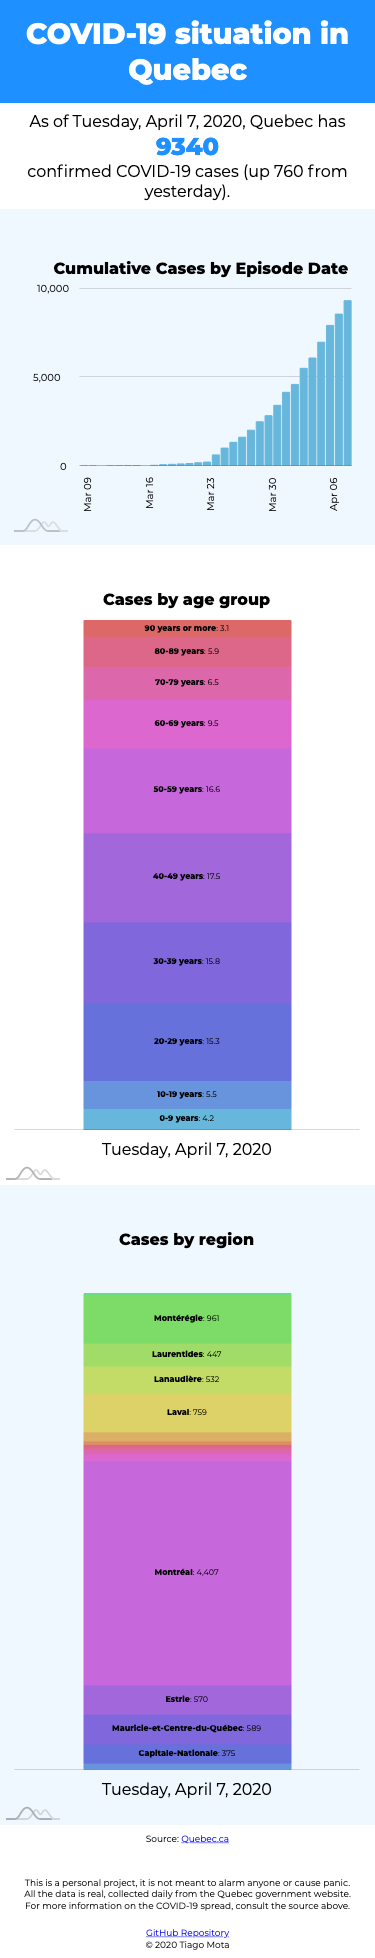 COVID-19 situation in
Quebec
As of Tuesday, April 7, 2020, Quebec has
9340
confirmed COVID-19 cases (up 760 from
yesterday).
Cumulative Cases by Episode Date
10,000
5,000
0
Mar 09
Mar 16
Mar 23
Mar 30
Apr 06
Cases by age group
90 years or more: 3.1
80-89 years: 5.9
70-79 years: 6.5
60-69 years: 9.5
50-59 years: 16.6
40-49 years: 17.5
30-39 years: 15.8
20-29 years: 15.3
10-19 years: 5.5
0-9 years: 4.2
Tuesday, April 7, 2020
Cases by region
Montérégie: 961
Laurentides: 447
Lanaudière: 532
Laval: 759
Montréal: 4,407
Estrie: 570
Mauricie-et-Centre-du-Québec: 589
Capitale-Nationale: 375
Tuesday, April 7, 2020
Source: Quebec.ca
This is a personal project, it is not meant to alarm anyone or cause panic.
All the data is real, collected daily from the Quebec government website.
For more information on the COVID-19 spread, consult the source above.
GitHub Repository
© 2020 Tiago Mota